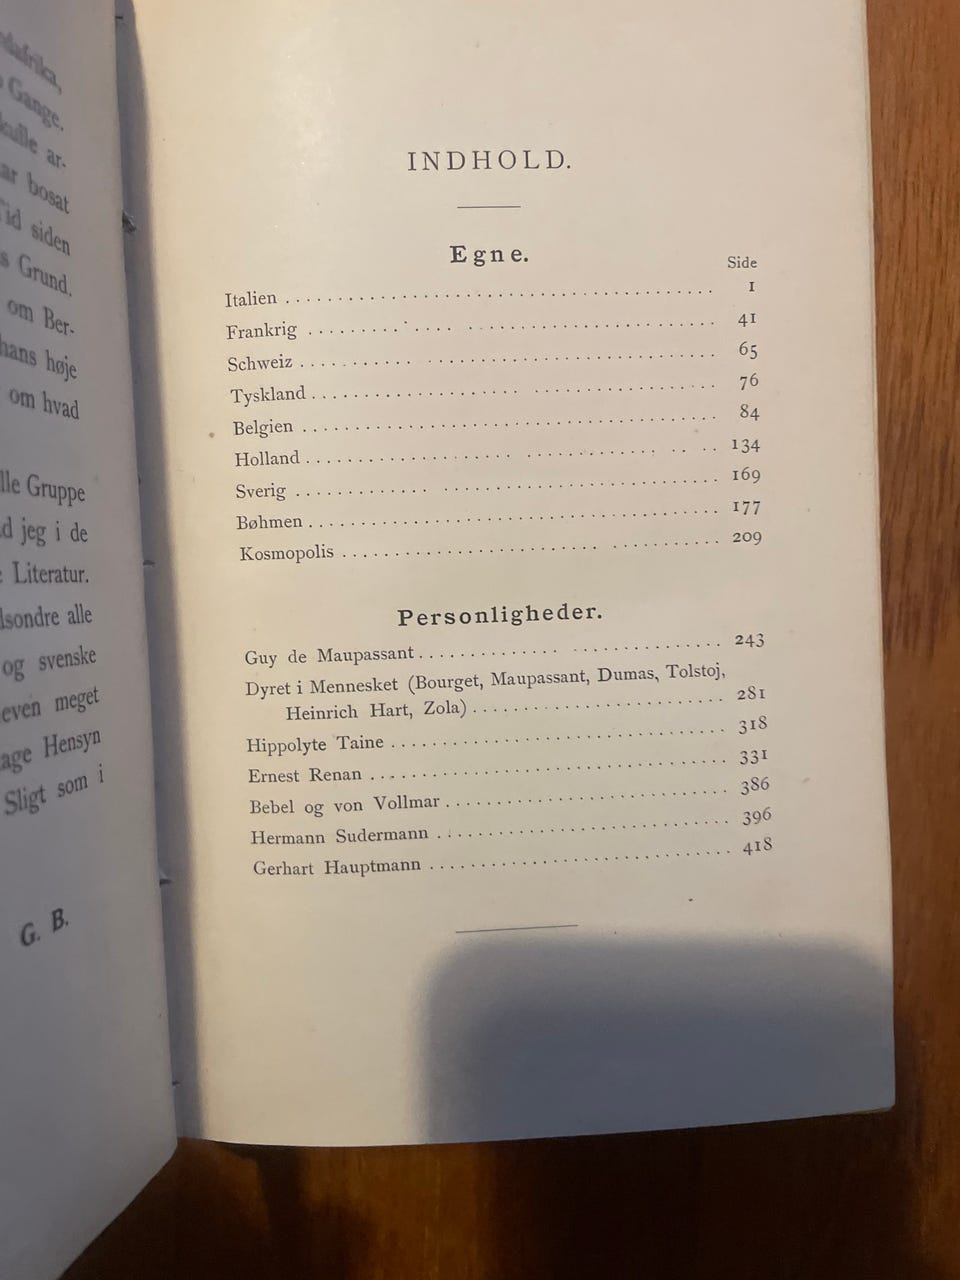 Gange.
ar-
bosat
siden
Grund.
om Ber-
hans høje
om hvad
Gruppe
jeg i de
Literatur.
alle
og svenske
meget
Hensyn
Sligt som i
G. B.
INDHOLD.
Egne.
Side
Italien ........................................ 1
Frankrig ........................................ 41
Schweiz ........................................ 65
Tyskland ........................................ 76
Belgien ........................................ 84
Holland ........................................ 134
Sverig ........................................ 169
Bøhmen ........................................ 177
Kosmopolis ........................................ 209
Personligheder.
Guy de Maupassant ........................................ 243
Dyret i Mennesket (Bourget, Maupassant, Dumas, Tolstoj,
Heinrich Hart, Zola) ........................................ 281
Hippolyte Taine ........................................ 318
Ernest Renan ........................................ 331
Bebel og von Vollmar ........................................ 386
Hermann Sudermann ........................................ 396
Gerhart Hauptmann ........................................ 418